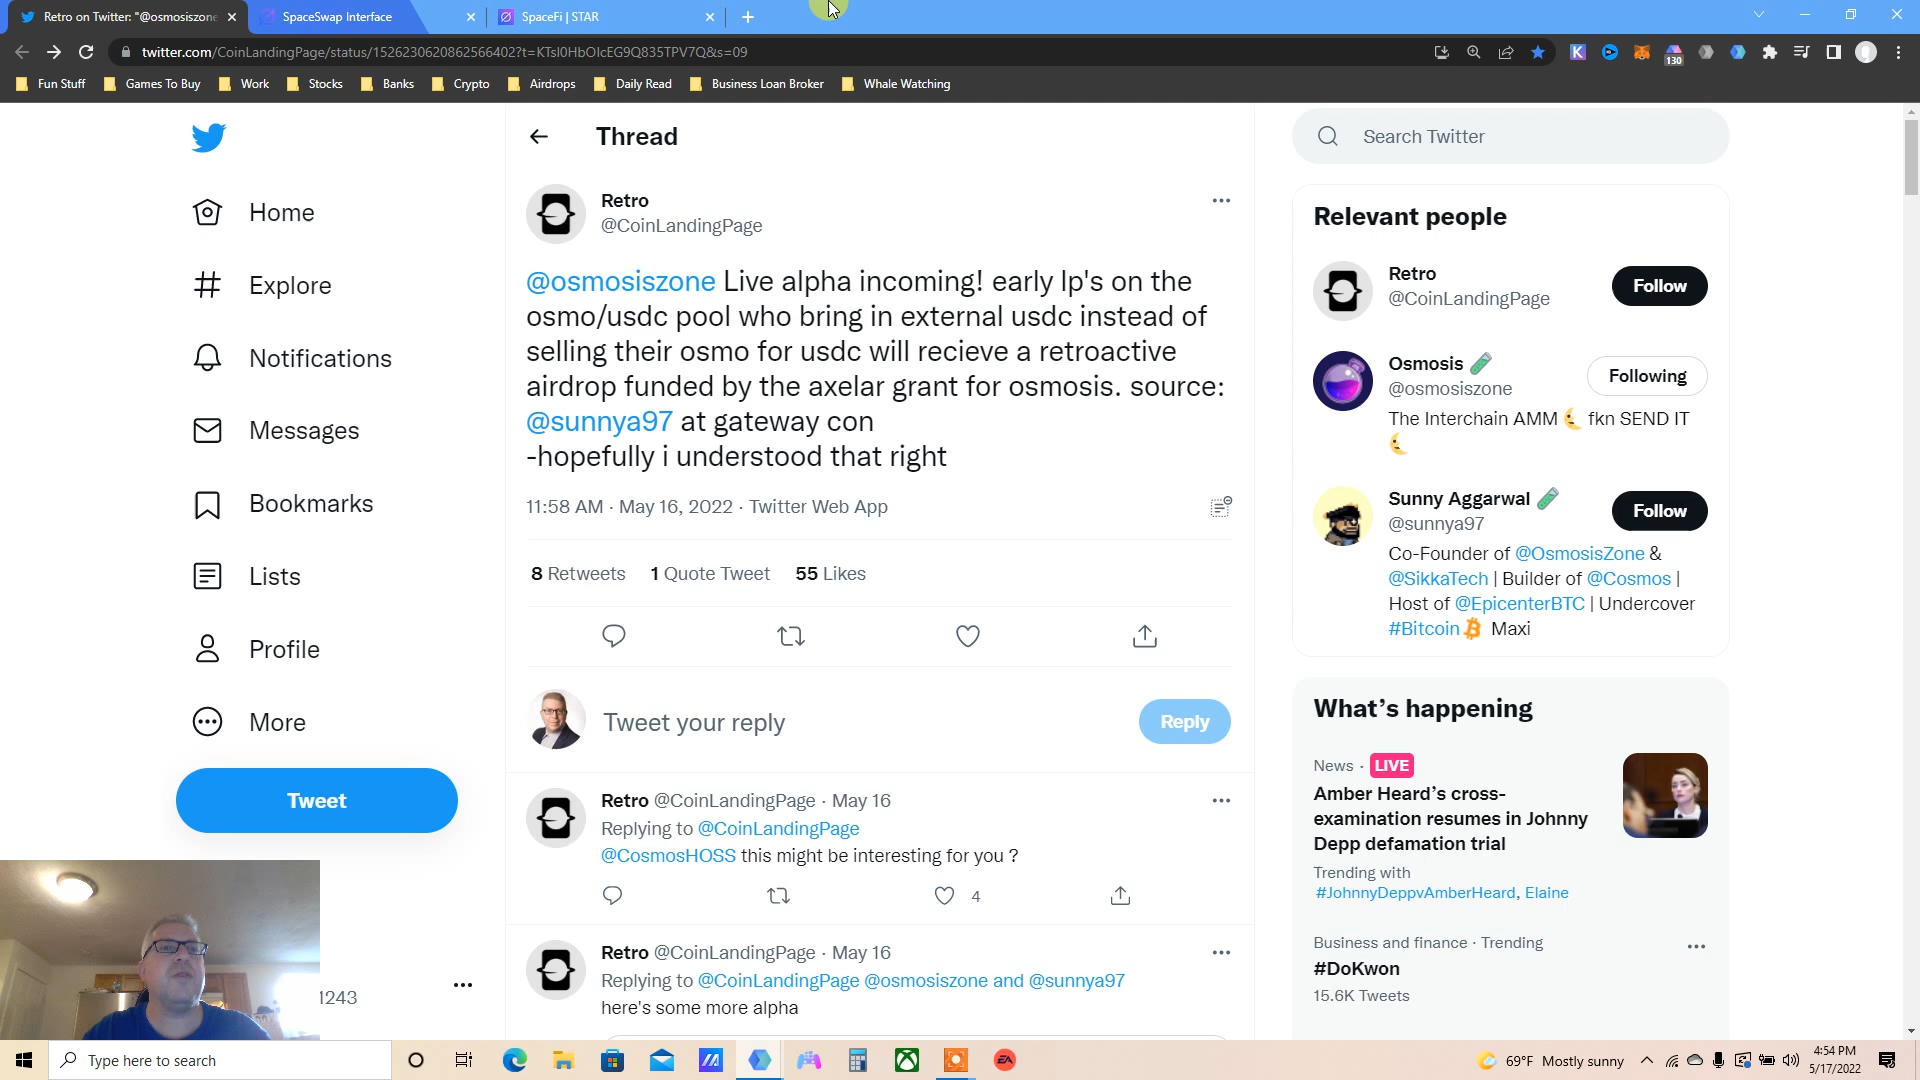 Retro on Twitter: "@osmosiszone
SpaceSwap Interface
SpaceFi | STAR
twitter.com/CoinLandingPage/status/1526230620862566402?t=KTsl0HbOlcEG9Q835TPV7Q&s=09
130
Fun Stuff
Games To Buy
Work
Stocks
Banks
Crypto
Airdrops
Daily Read
Business Loan Broker
Whale Watching
Home
Explore
Notifications
Messages
Bookmarks
Lists
Profile
More
Tweet
1243
Thread
Retro
@CoinLandingPage
@osmosiszone Live alpha incoming! early lp's on the
osmo/usdc pool who bring in external usdc instead of
selling their osmo for usdc will recieve a retroactive
airdrop funded by the axelar grant for osmosis. source:
@sunnya97 at gateway con
-hopefully i understood that right
11:58 AM · May 16, 2022 · Twitter Web App
8 Retweets 1 Quote Tweet 55 Likes
Tweet your reply
Reply
Retro @CoinLandingPage · May 16
Replying to @CoinLandingPage
@CosmosHOSS this might be interesting for you ?
4
Retro @CoinLandingPage · May 16
Replying to @CoinLandingPage @osmosiszone and @sunnya97
here's some more alpha
Search Twitter
Relevant people
Retro
@CoinLandingPage
Follow
Osmosis
@osmosiszone
Following
The Interchain AMM fkn SEND IT
Sunny Aggarwal
@sunnya97
Follow
Co-Founder of @OsmosisZone &
@SikkaTech | Builder of @Cosmos |
Host of @EpicenterBTC | Undercover
#Bitcoin Maxi
What's happening
News · LIVE
Amber Heard's cross-
examination resumes in Johnny
Depp defamation trial
Trending with
#JohnnyDeppvAmberHeard, Elaine
Business and finance · Trending
#DoKwon
15.6K Tweets
Type here to search
EA
69°F Mostly sunny
4:54 PM
5/17/2022